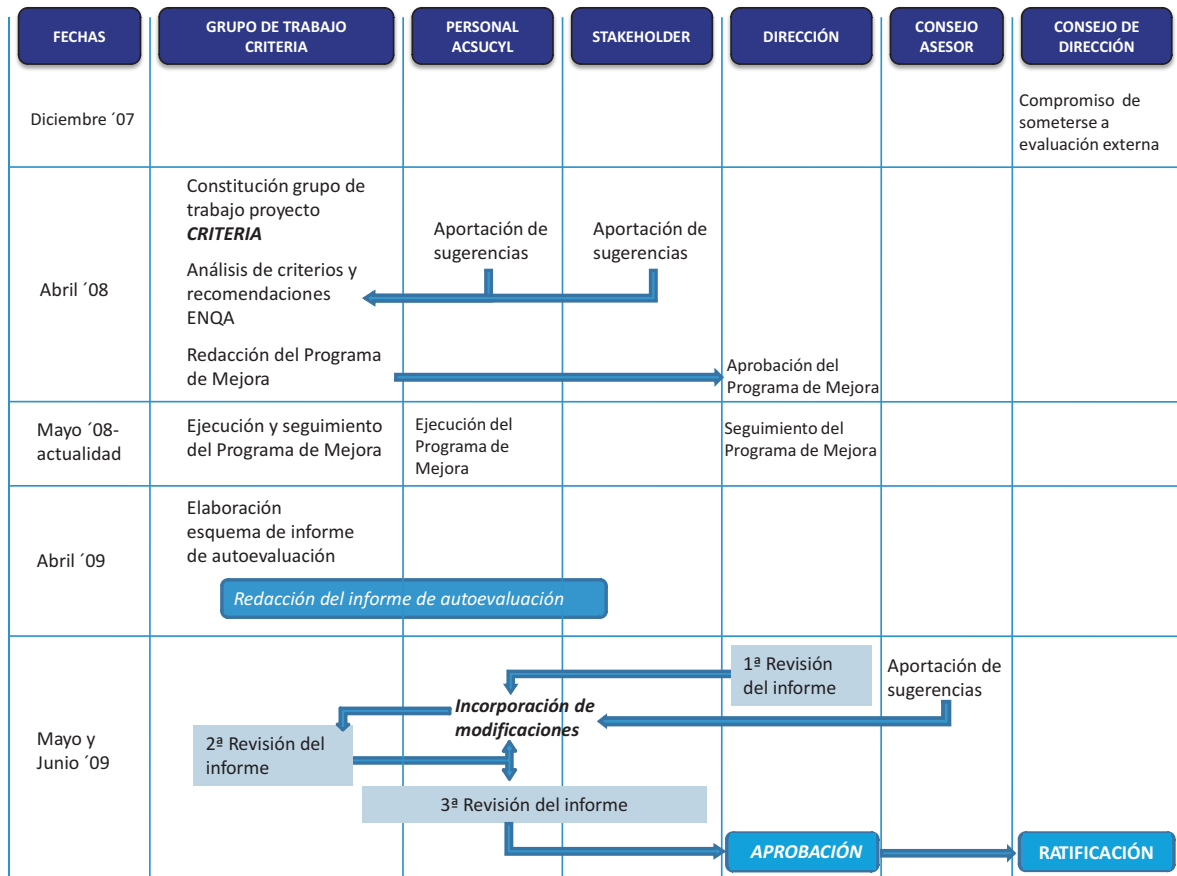 FECHAS
GRUPO DE TRABAJO
CRITERIA
PERSONAL
ACSUCYL
STAKEHOLDER
DIRECCIÓN
CONSEJO
ASESOR
CONSEJO DE
DIRECCIÓN
Diciembre ´07
Compromiso de
someterse a
evaluación externa
Abril ´08
Constitución grupo de
trabajo proyecto
CRITERIA
Análisis de criterios y
recomendaciones
ENQA
Redacción del Programa
de Mejora
Aportación de
sugerencias
Aportación de
sugerencias
Aprobación del
Programa de Mejora
Mayo ´08-
actualidad
Ejecución y seguimiento
del Programa de Mejora
Ejecución del
Programa de
Mejora
Seguimiento del
Programa de Mejora
Abril ´09
Elaboración
esquema de informe
de autoevaluación
Redacción del informe de autoevaluación
Mayo y
Junio ´09
1ª Revisión
del informe
Aportación de
sugerencias
Incorporación de
modificaciones
2ª Revisión del
informe
3ª Revisión del informe
APROBACIÓN
RATIFICACIÓN